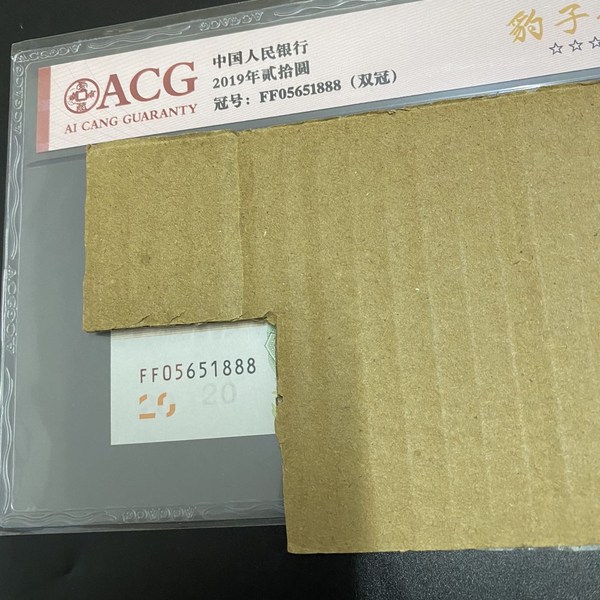 ACG
AI CANG GUARANTY
中国人民银行
2019年贰拾圆
冠号：FF05651888（双冠）
豹子
FF05651888
20